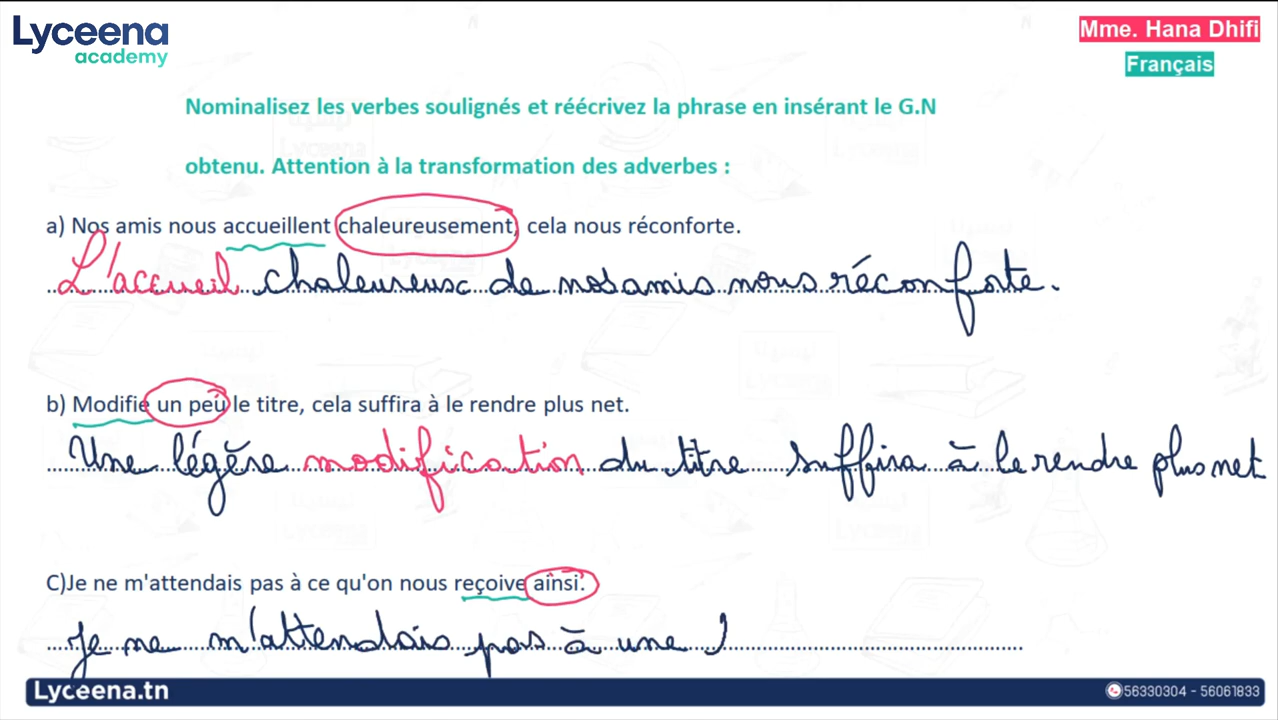 Lyceena
academy
Mme. Hana Dhifi
Français
Nominalisez les verbes soulignés et réécrivez la phrase en insérant le G.N
obtenu. Attention à la transformation des adverbes :
a) Nos amis nous accueillent chaleureusement, cela nous réconforte.
L'accueil chaleureux de nos amis nous réconforte.
b) Modifie un peu le titre, cela suffira à le rendre plus net.
Une légère modification du titre suffira à le rendre plus net
C)Je ne m'attendais pas à ce qu'on nous reçoive ainsi.
Je ne m'attendais pas à une
Lyceena.tn
56330304 - 56061833